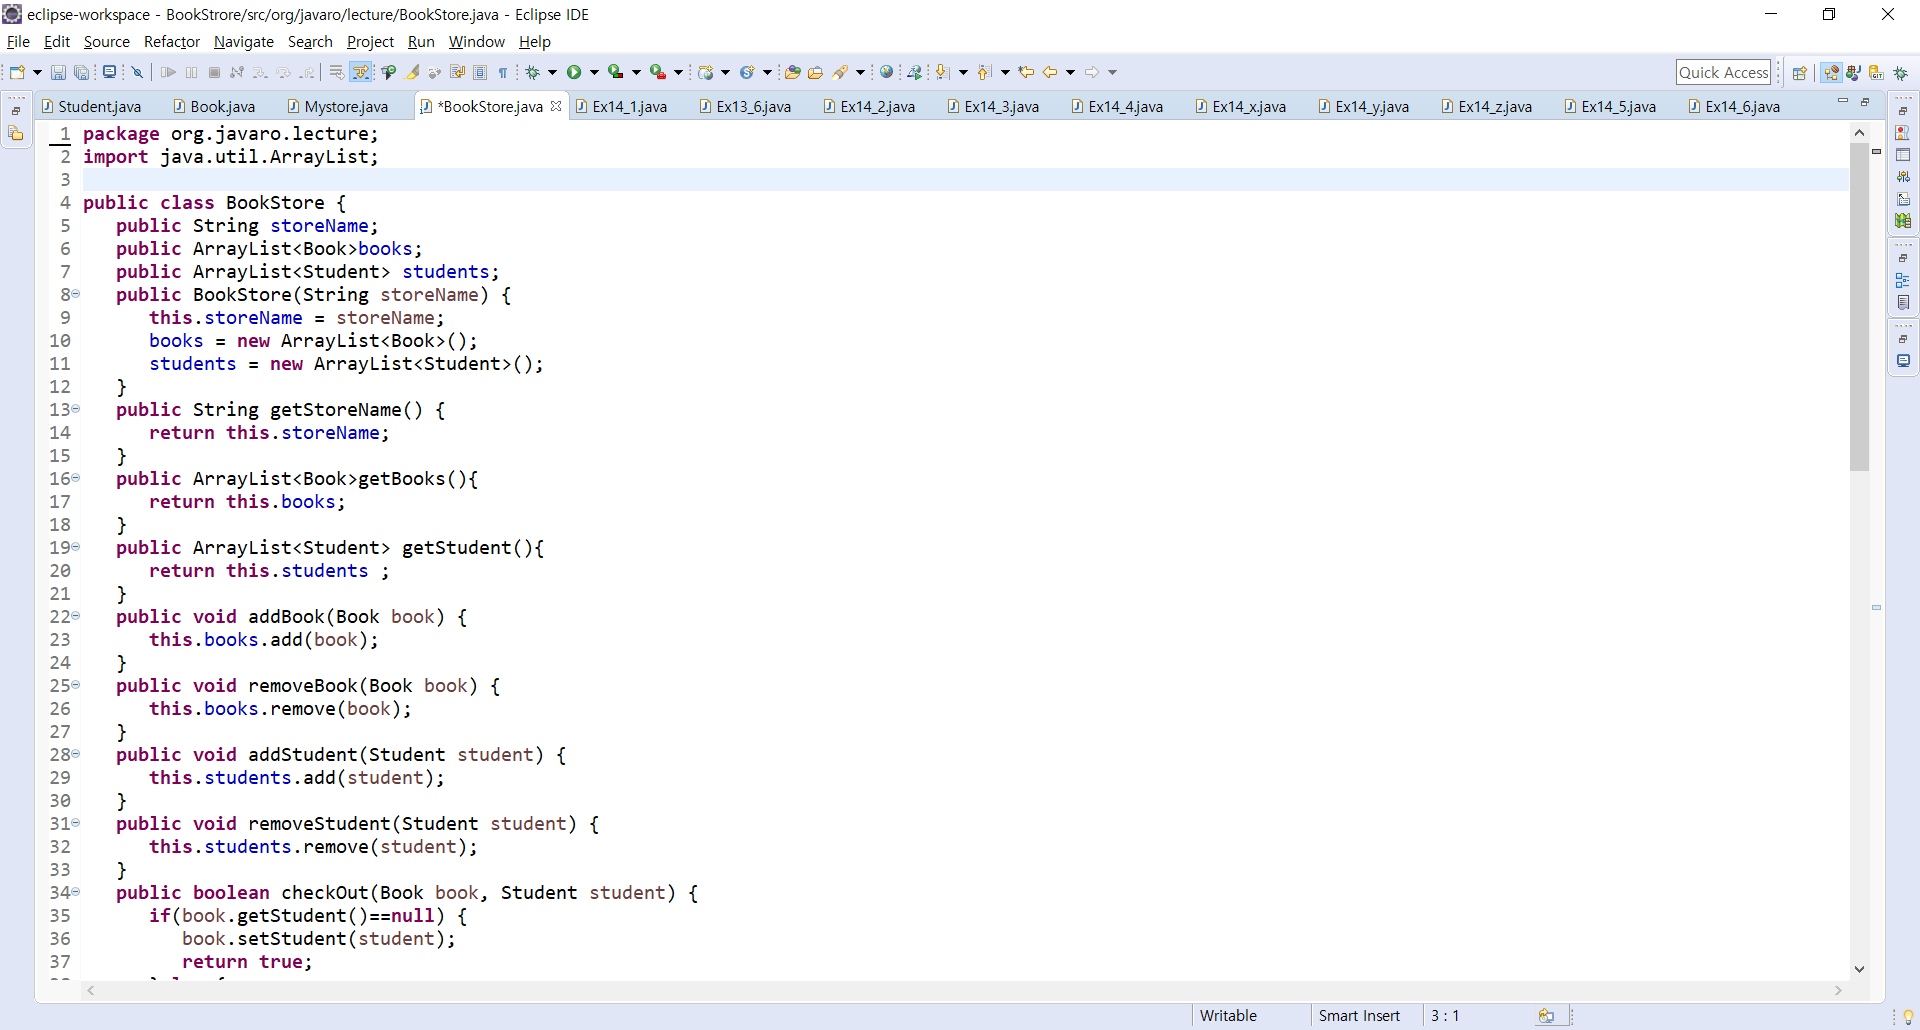 eclipse-workspace - BookStrore/src/org/javaro/lecture/BookStore.java - Eclipse IDE
File Edit Source Refactor Navigate Search Project Run Window Help
Quick Access
Student.java Book.java Mystore.java *BookStore.java Ex14_1.java Ex13_6.java Ex14_2.java Ex14_3.java Ex14_4.java Ex14_x.java Ex14_y.java Ex14_z.java Ex14_5.java Ex14_6.java
1 package org.javaro.lecture;
2 import java.util.ArrayList;
3
4 public class BookStore {
5 public String storeName;
6 public ArrayList<Book>books;
7 public ArrayList<Student> students;
8 public BookStore(String storeName) {
9 this.storeName = storeName;
10 books = new ArrayList<Book>();
11 students = new ArrayList<Student>();
12 }
13 public String getStoreName() {
14 return this.storeName;
15 }
16 public ArrayList<Book>getBooks(){
17 return this.books;
18 }
19 public ArrayList<Student> getStudent(){
20 return this.students ;
21 }
22 public void addBook(Book book) {
23 this.books.add(book);
24 }
25 public void removeBook(Book book) {
26 this.books.remove(book);
27 }
28 public void addStudent(Student student) {
29 this.students.add(student);
30 }
31 public void removeStudent(Student student) {
32 this.students.remove(student);
33 }
34 public boolean checkOut(Book book, Student student) {
35 if(book.getStudent()==null) {
36 book.setStudent(student);
37 return true;
Writable Smart Insert 3 : 1